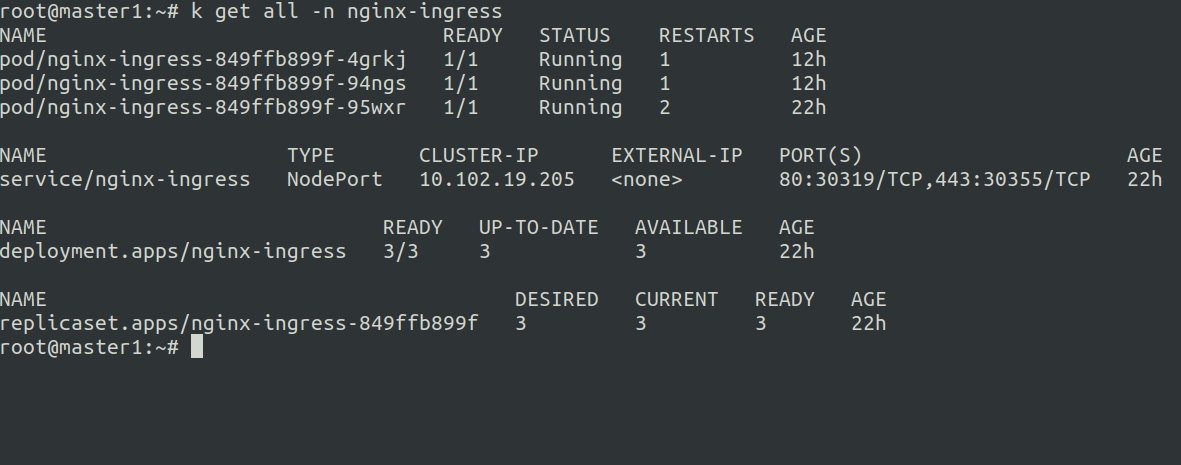 root@master1:~# k get all -n nginx-ingress
NAME READY STATUS RESTARTS AGE
pod/nginx-ingress-849ffb899f-4grkj 1/1 Running 1 12h
pod/nginx-ingress-849ffb899f-94ngs 1/1 Running 1 12h
pod/nginx-ingress-849ffb899f-95wxr 1/1 Running 2 22h
NAME TYPE CLUSTER-IP EXTERNAL-IP PORT(S) AGE
service/nginx-ingress NodePort 10.102.19.205 <none> 80:30319/TCP,443:30355/TCP 22h
NAME READY UP-TO-DATE AVAILABLE AGE
deployment.apps/nginx-ingress 3/3 3 3 22h
NAME DESIRED CURRENT READY AGE
replicaset.apps/nginx-ingress-849ffb899f 3 3 3 22h
root@master1:~#